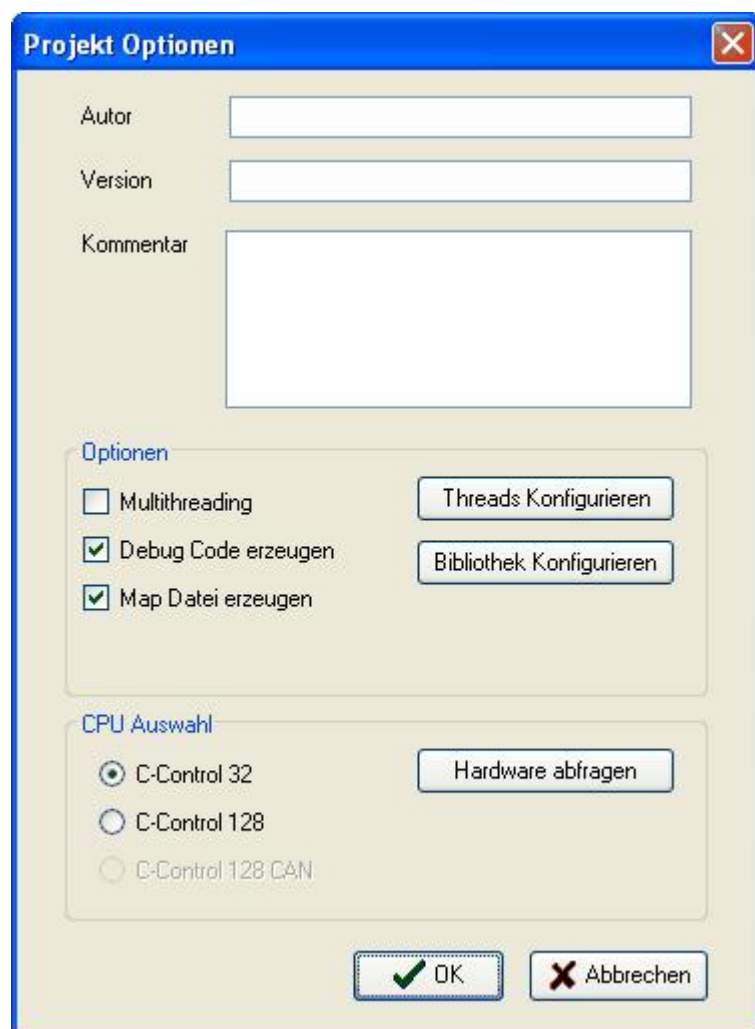 Projekt Optionen
Autor
Version
Kommentar
Optionen
Multithreading
Threads Konfigurieren
Debug Code erzeugen
Bibliothek Konfigurieren
Map Datei erzeugen
CPU Auswahl
C-Control 32
Hardware abfragen
C-Control 128
C-Control 128 CAN
OK
Abbrechen